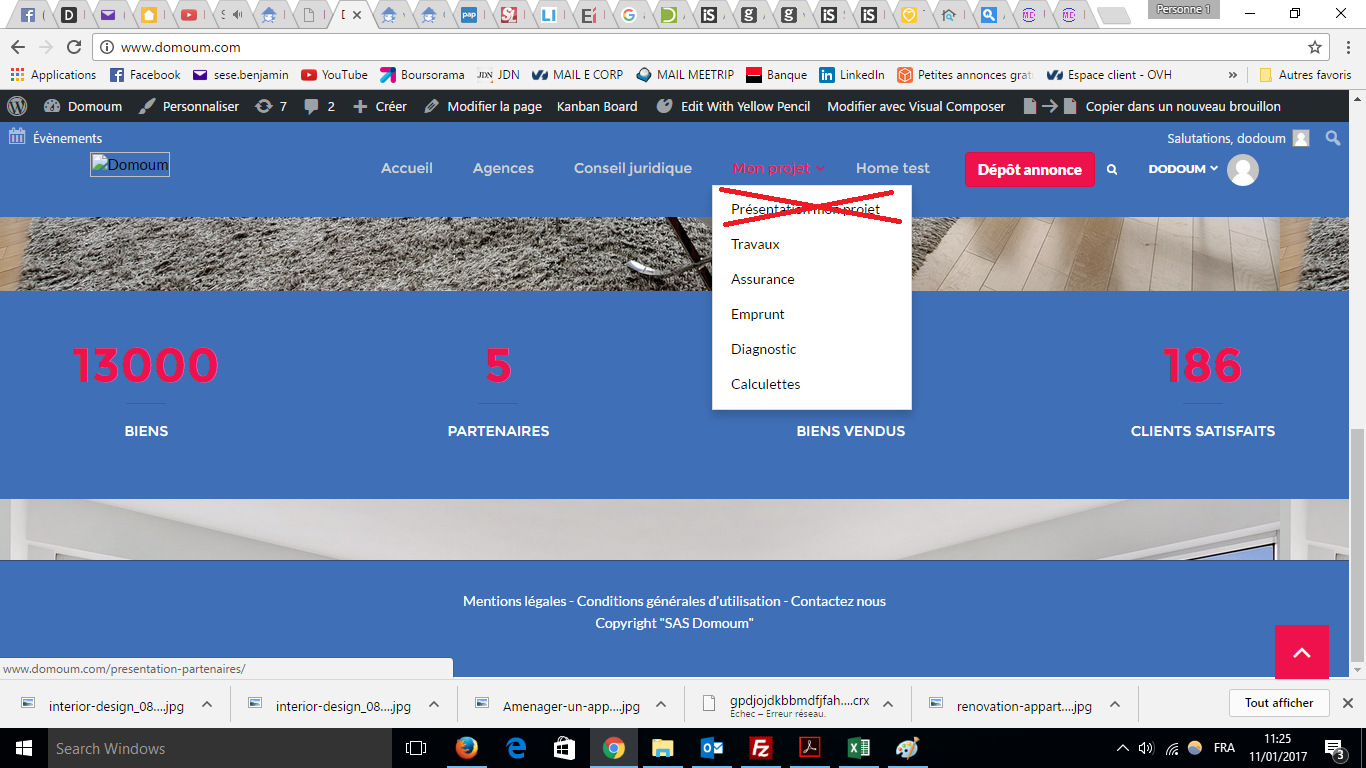 Personne 1
www.domoum.com
Applications Facebook sese.benjamin YouTube Boursorama JDN JDN MAIL E CORP MAIL MEETRIP Banque LinkedIn Petites annonces grat Espace client - OVH » Autres favoris
Domoum Personnaliser 7 2 Créer Modifier la page Kanban Board Edit With Yellow Pencil Modifier avec Visual Composer Copier dans un nouveau brouillon
Évènements Salutations, dodoum
Domoum Accueil Agences Conseil juridique Mon projet Home test Dépôt annonce DODOUM
Présentation mon projet
Travaux
Assurance
Emprunt
Diagnostic
Calculettes
13000 5 186
BIENS PARTENAIRES BIENS VENDUS CLIENTS SATISFAITS
Mentions légales - Conditions générales d'utilisation - Contactez nous
Copyright "SAS Domoum"
www.domoum.com/presentation-partenaires/
interior-design_08....jpg interior-design_08....jpg Amenager-un-app....jpg gpdjojdkbbmdfjfah....crx renovation-appart....jpg Tout afficher
Échec – Erreur réseau.
Search Windows FRA 11:25
11/01/2017 3